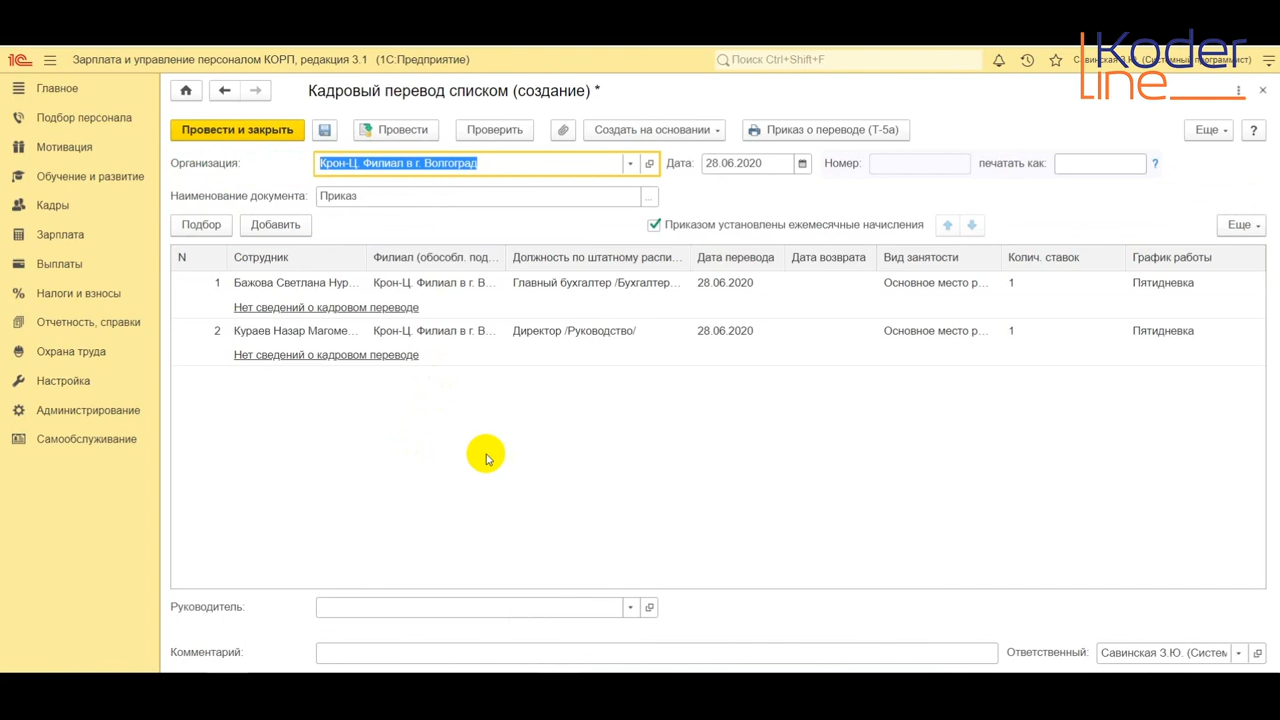 Koder
line
1С Зарплата и управление персоналом КОРП, редакция 3.1 (1С:Предприятие) Поиск Ctrl+Shift+F
Главное
Подбор персонала
Мотивация
Обучение и развитие
Кадры
Зарплата
Выплаты
Налоги и взносы
Отчетность, справки
Охрана труда
Настройка
Администрирование
Самообслуживание
Кадровый перевод списком (создание) *
Провести и закрыть Провести Проверить Создать на основании Приказ о переводе (Т-5а) Еще ?
Организация: Крон-Ц. Филиал в г. Волгоград Дата: 28.06.2020 Номер: печатать как: ?
Наименование документа: Приказ ...
Подбор Добавить Приказом установлены ежемесячные начисления Еще
N Сотрудник Филиал (обособл. под... Должность по штатному распи... Дата перевода Дата возврата Вид занятости Колич. ставок График работы
1 Бажова Светлана Нур... Крон-Ц. Филиал в г. В... Главный бухгалтер /Бухгалтер... 28.06.2020 Основное место р... 1 Пятидневка
Нет сведений о кадровом переводе
2 Кураев Назар Магоме... Крон-Ц. Филиал в г. В... Директор /Руководство/ 28.06.2020 Основное место р... 1 Пятидневка
Нет сведений о кадровом переводе
Руководитель:
Комментарий: Ответственный: Савинская З.Ю. (Систем